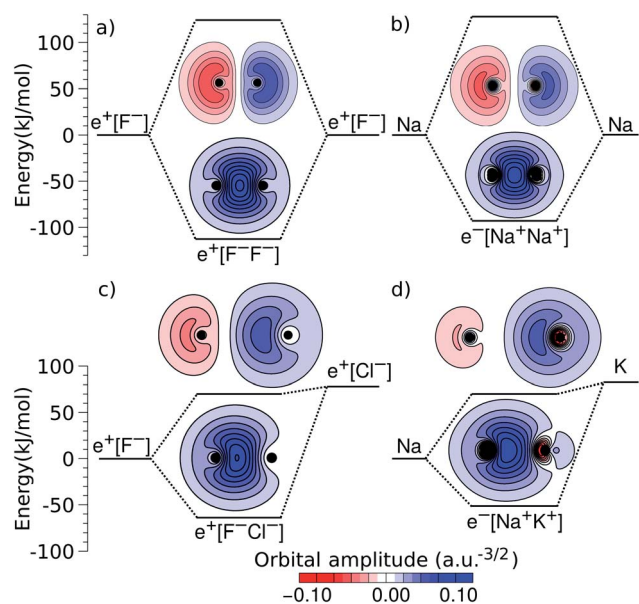 a)
b)
100
50
0
-50
-100
Energy(kJ/mol)
e⁺[F⁻]
e⁺[F⁻]
Na
Na
e⁺[F⁻F⁻]
e⁻[Na⁺Na⁺]
c)
d)
100
50
0
-50
-100
Energy(kJ/mol)
e⁺[Cl⁻]
K
e⁺[F⁻]
Na
e⁺[F⁻Cl⁻]
e⁻[Na⁺K⁺]
Orbital amplitude (a.u.⁻³/²)
−0.10 0.00 0.10